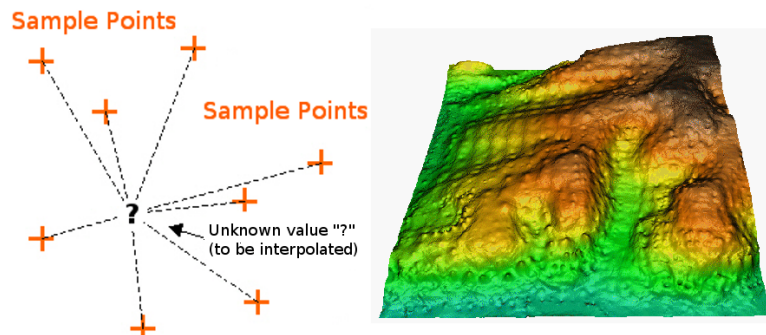 Sample Points
Sample Points
?
Unknown value "?"
(to be interpolated)